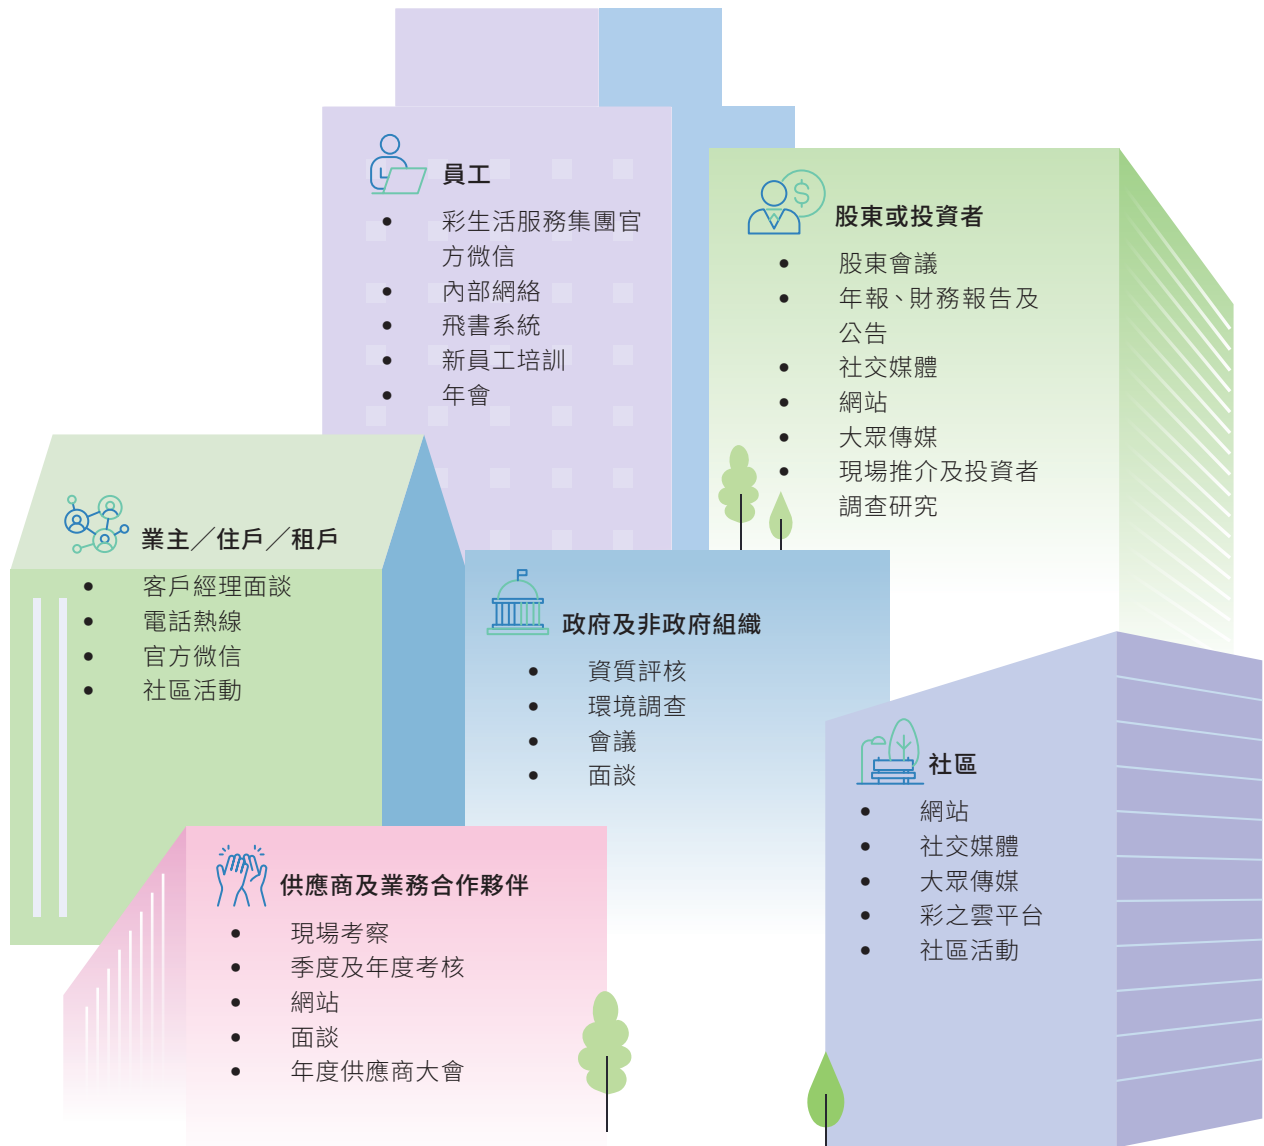 員工
• 彩生活服務集團官
方微信
• 內部網絡
• 飛書系統
• 新員工培訓
• 年會
股東或投資者
• 股東會議
• 年報、財務報告及
公告
• 社交媒體
• 網站
• 大眾傳媒
• 現場推介及投資者
調查研究
業主／住戶／租戶
• 客戶經理面談
• 電話熱線
• 官方微信
• 社區活動
政府及非政府組織
• 資質評核
• 環境調查
• 會議
• 面談
社區
• 網站
• 社交媒體
• 大眾傳媒
• 彩之雲平台
• 社區活動
供應商及業務合作夥伴
• 現場考察
• 季度及年度考核
• 網站
• 面談
• 年度供應商大會